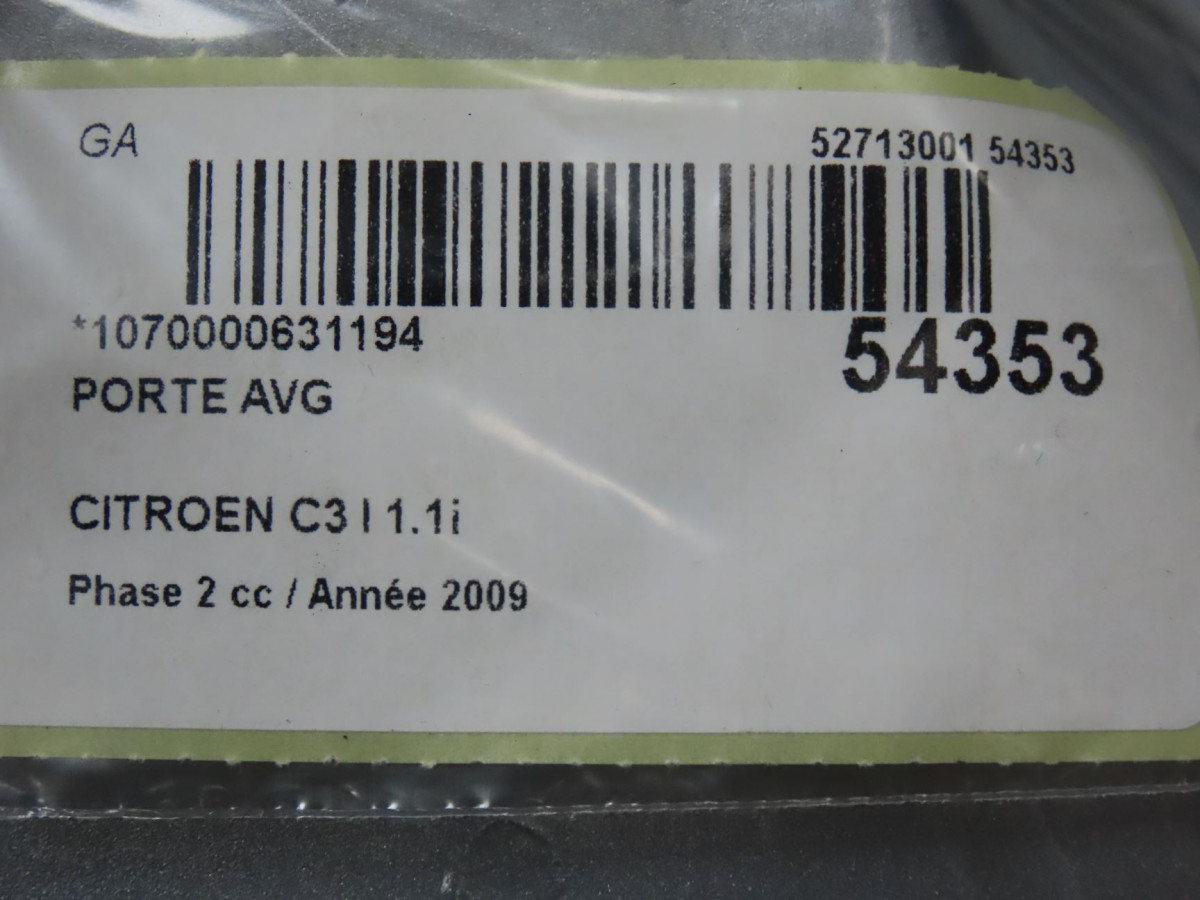 GA
52713001 54353
*1070000631194
54353
PORTE AVG
CITROEN C3 I 1.1i
Phase 2 cc / Année 2009